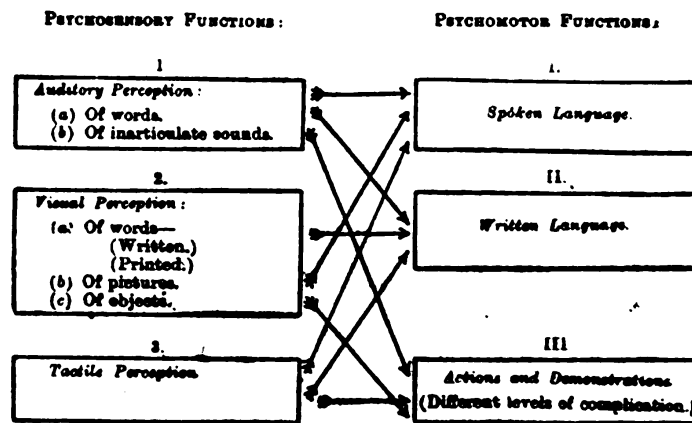 PSYCHOSENSORY FUNCTIONS:
1
Auditory Perception:
(a) Of words.
(b) Of inarticulate sounds.
2.
Visual Perception:
(a) Of words—
(Written.)
(Printed.)
(b) Of pictures.
(c) Of objects.
3.
Tactile Perception
PSYCHOMOTOR FUNCTIONS:
I.
Spoken Language.
II.
Written Language.
III
Actions and Demonstrations.
(Different levels of complication.)